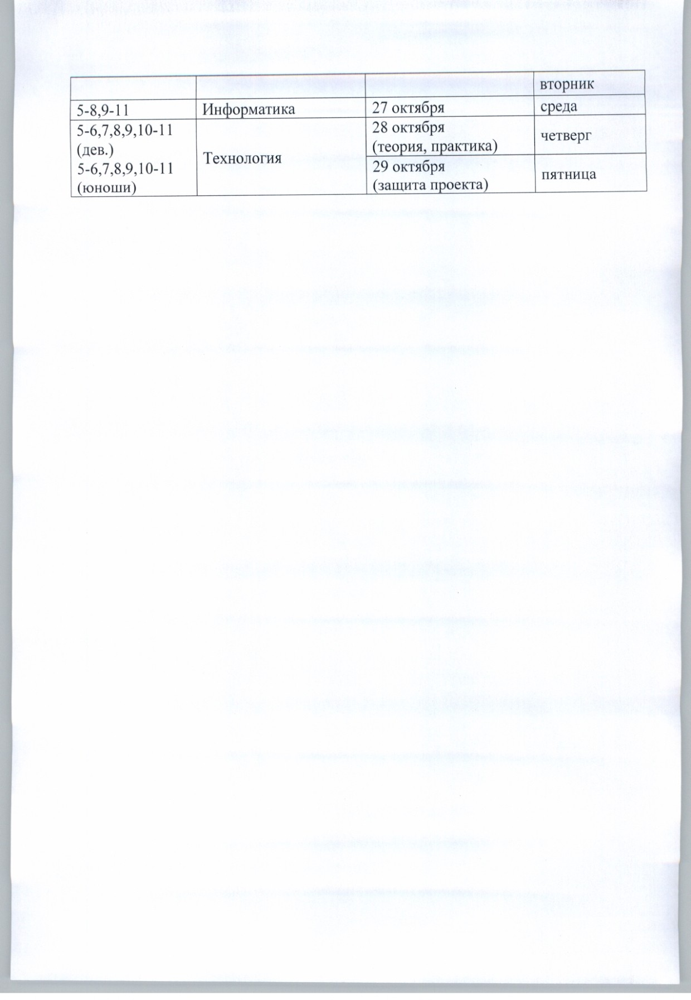 вторник
5-8,9-11 Информатика 27 октября среда
5-6,7,8,9,10-11
(дев.)
5-6,7,8,9,10-11
(юноши)
Технология
28 октября
(теория, практика)
четверг
29 октября
(защита проекта)
пятница